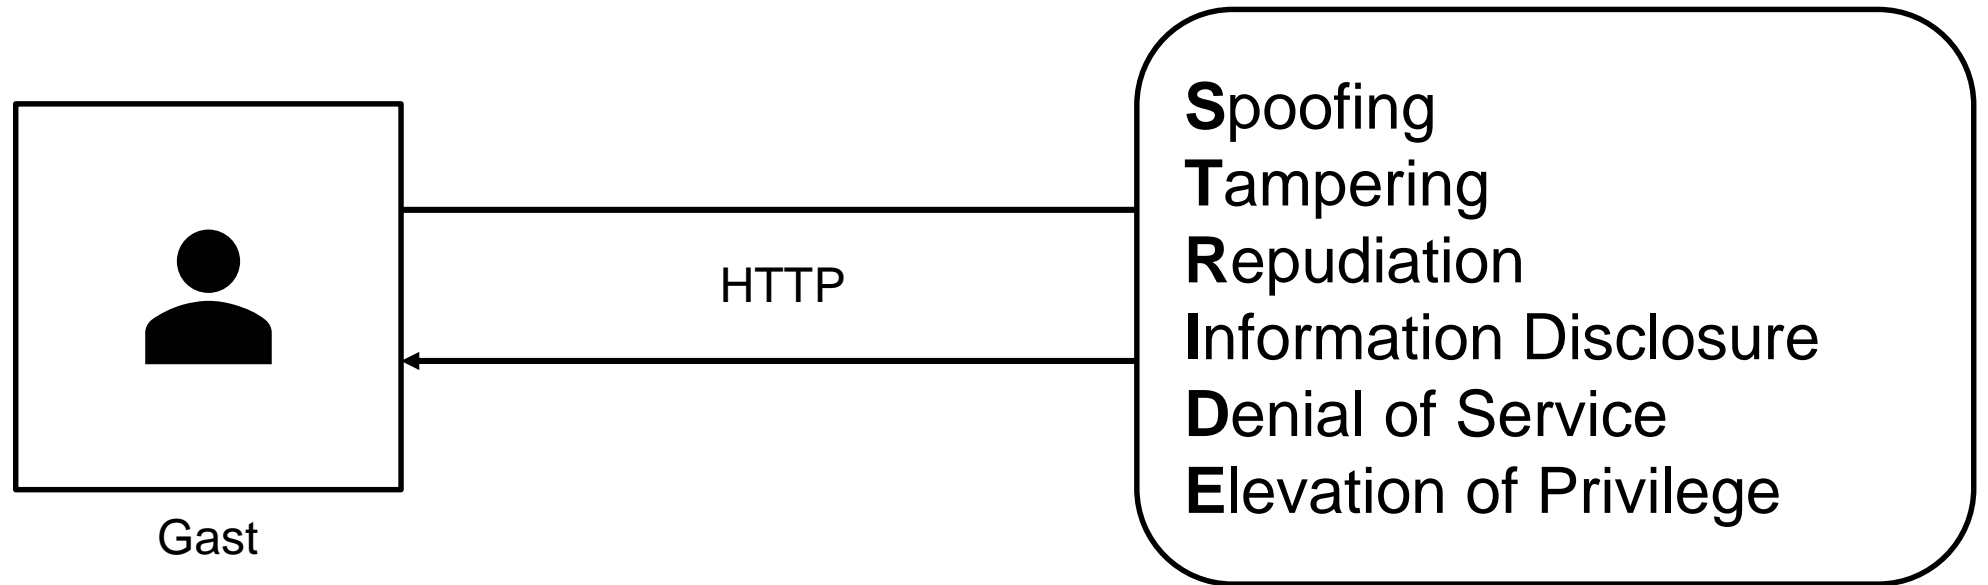 Gast
HTTP
Spoofing
Tampering
Repudiation
Information Disclosure
Denial of Service
Elevation of Privilege